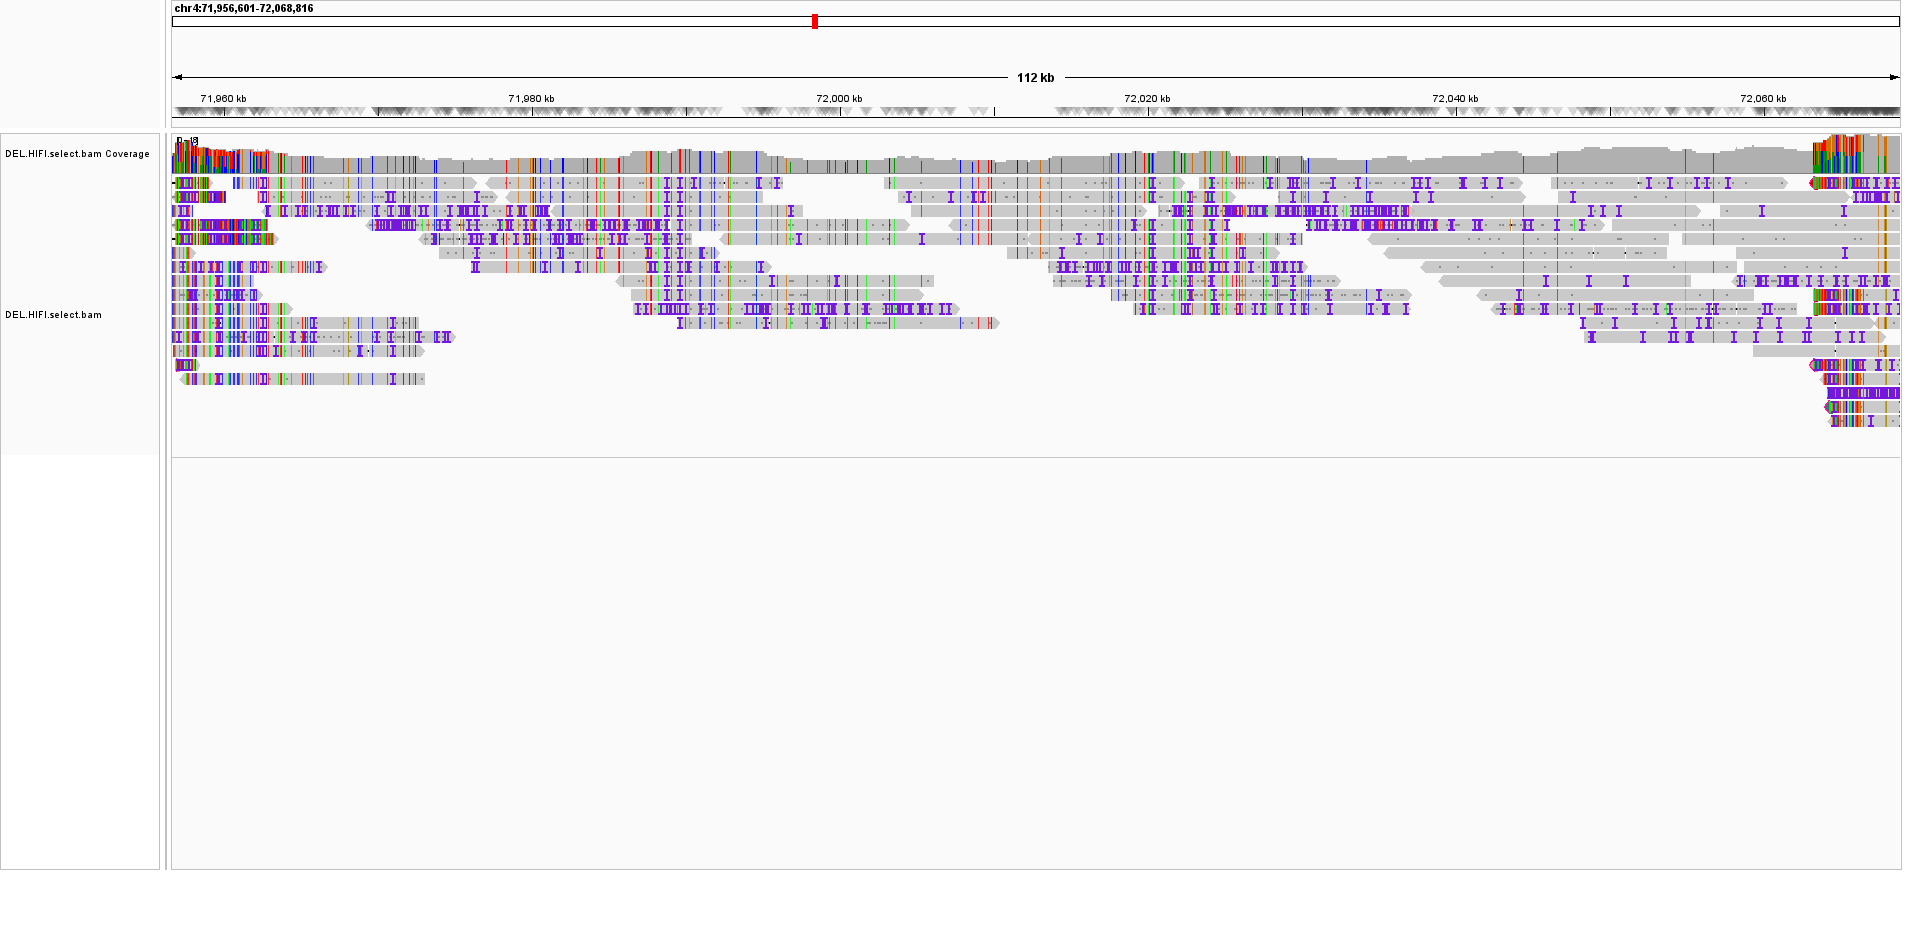 chr4:71,956,601-72,068,816
112 kb
71,960 kb 71,980 kb 72,000 kb 72,020 kb 72,040 kb 72,060 kb
DEL.HIFI.select.bam Coverage
DEL.HIFI.select.bam